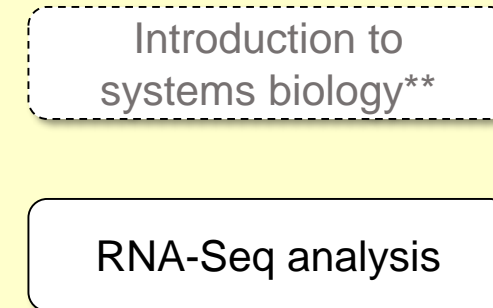 Introduction to
systems biology**
RNA-Seq analysis